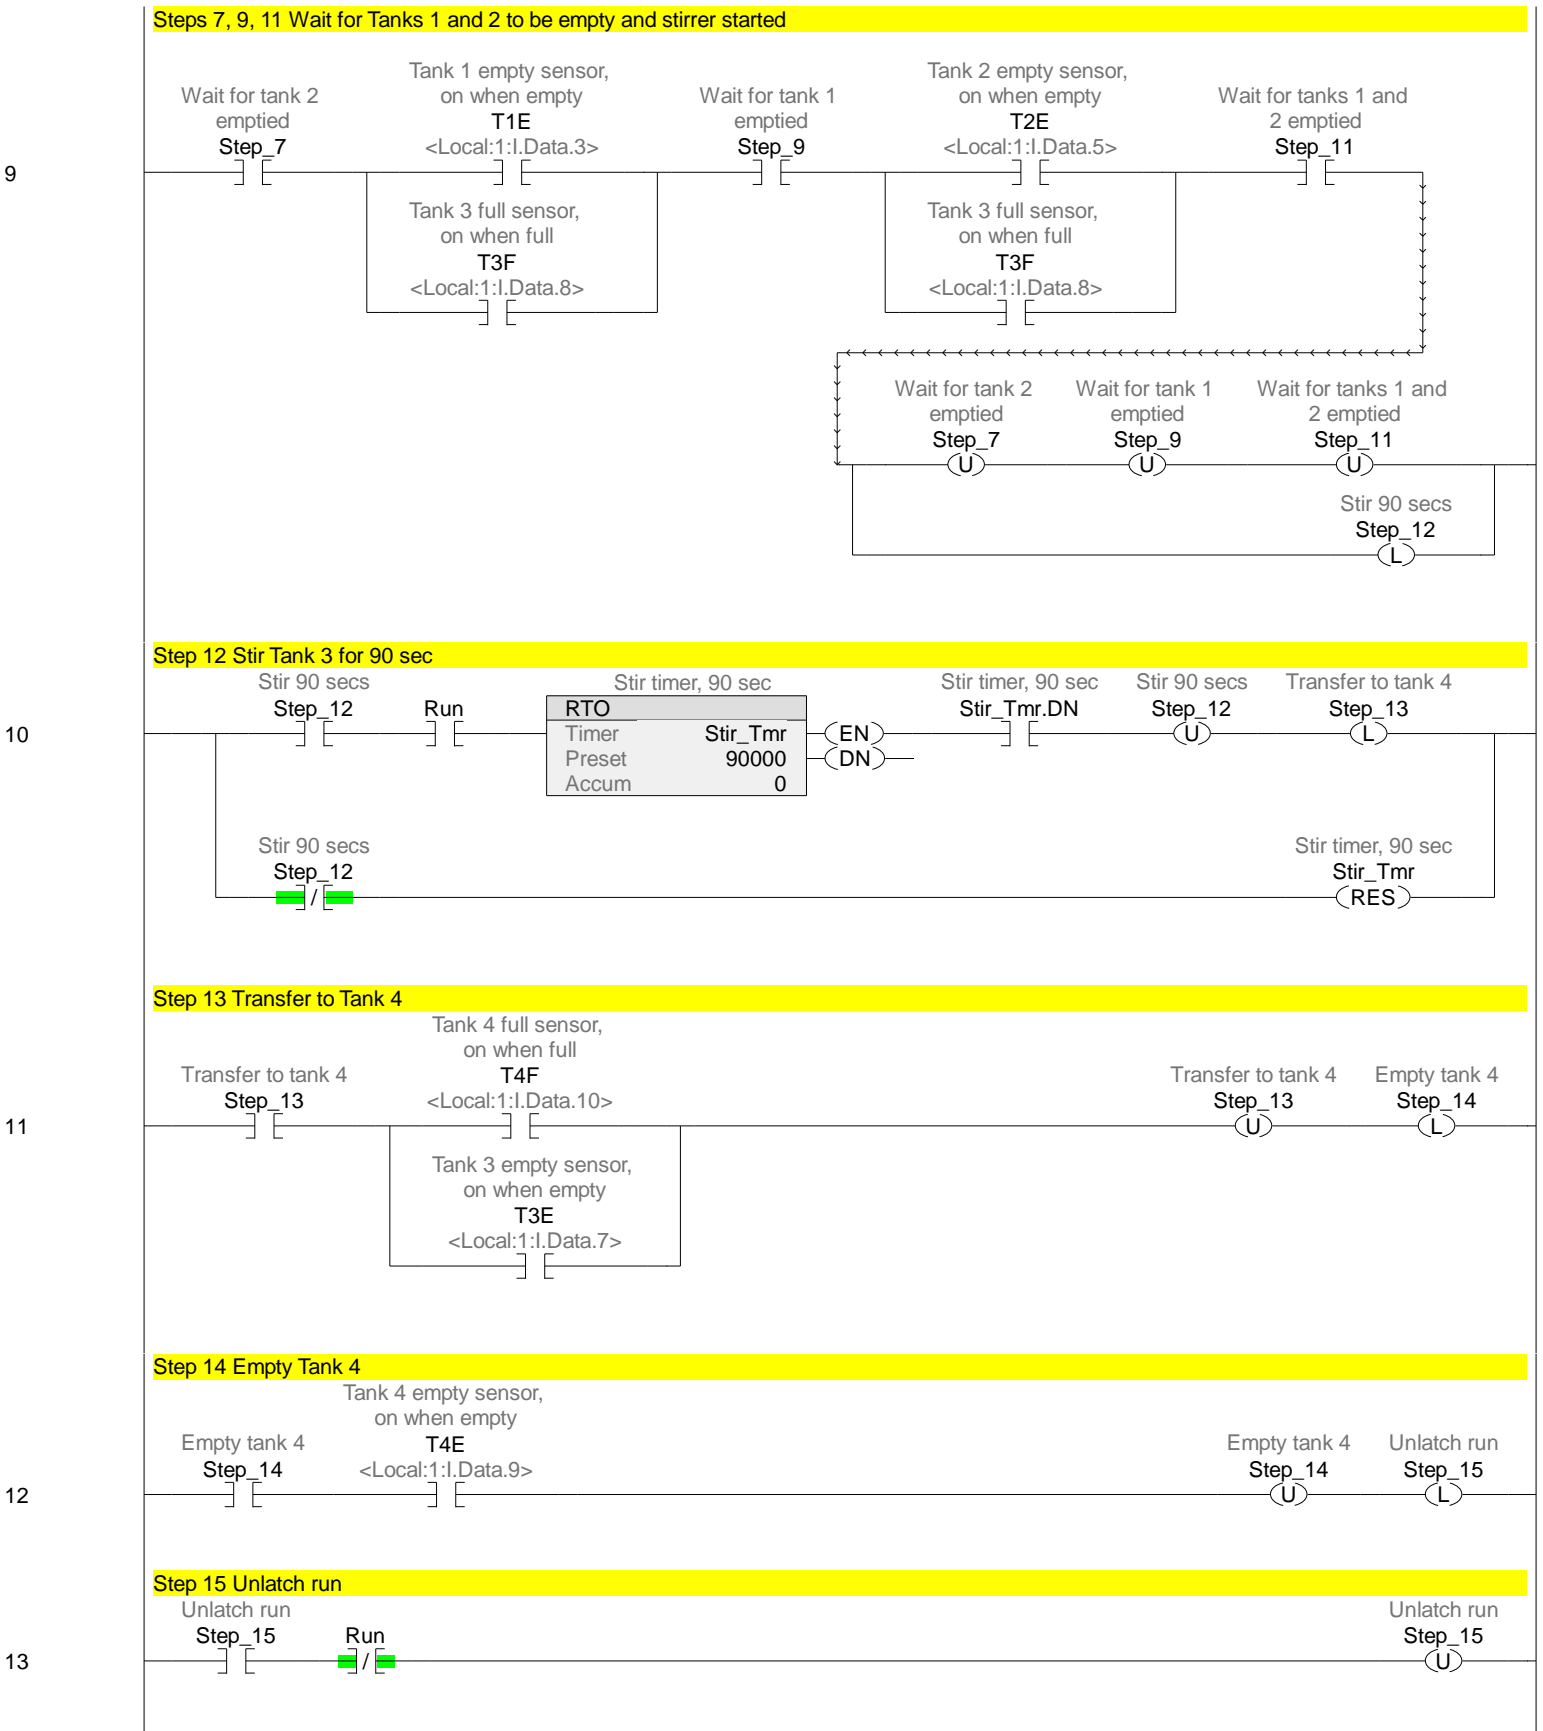 Steps 7, 9, 11 Wait for Tanks 1 and 2 to be empty and stirrer started
9
Wait for tank 2
emptied
Step_7
Tank 1 empty sensor,
on when empty
T1E
<Local:1:I.Data.3>
Tank 3 full sensor,
on when full
T3F
<Local:1:I.Data.8>
Wait for tank 1
emptied
Step_9
Tank 2 empty sensor,
on when empty
T2E
<Local:1:I.Data.5>
Tank 3 full sensor,
on when full
T3F
<Local:1:I.Data.8>
Wait for tanks 1 and
2 emptied
Step_11
Wait for tank 2
emptied
Step_7
U
Wait for tank 1
emptied
Step_9
U
Wait for tanks 1 and
2 emptied
Step_11
U
Stir 90 secs
Step_12
L
Step 12 Stir Tank 3 for 90 sec
10
Stir 90 secs
Step_12
Run
Stir timer, 90 sec
RTO
Timer Stir_Tmr
Preset 90000
Accum 0
EN
DN
Stir timer, 90 sec
Stir_Tmr.DN
Stir 90 secs
Step_12
U
Transfer to tank 4
Step_13
L
Stir 90 secs
Step_12
/
Stir timer, 90 sec
Stir_Tmr
RES
Step 13 Transfer to Tank 4
11
Transfer to tank 4
Step_13
Tank 4 full sensor,
on when full
T4F
<Local:1:I.Data.10>
Tank 3 empty sensor,
on when empty
T3E
<Local:1:I.Data.7>
Transfer to tank 4
Step_13
U
Empty tank 4
Step_14
L
Step 14 Empty Tank 4
12
Empty tank 4
Step_14
Tank 4 empty sensor,
on when empty
T4E
<Local:1:I.Data.9>
Empty tank 4
Step_14
U
Unlatch run
Step_15
L
Step 15 Unlatch run
13
Unlatch run
Step_15
Run
/
Unlatch run
Step_15
U